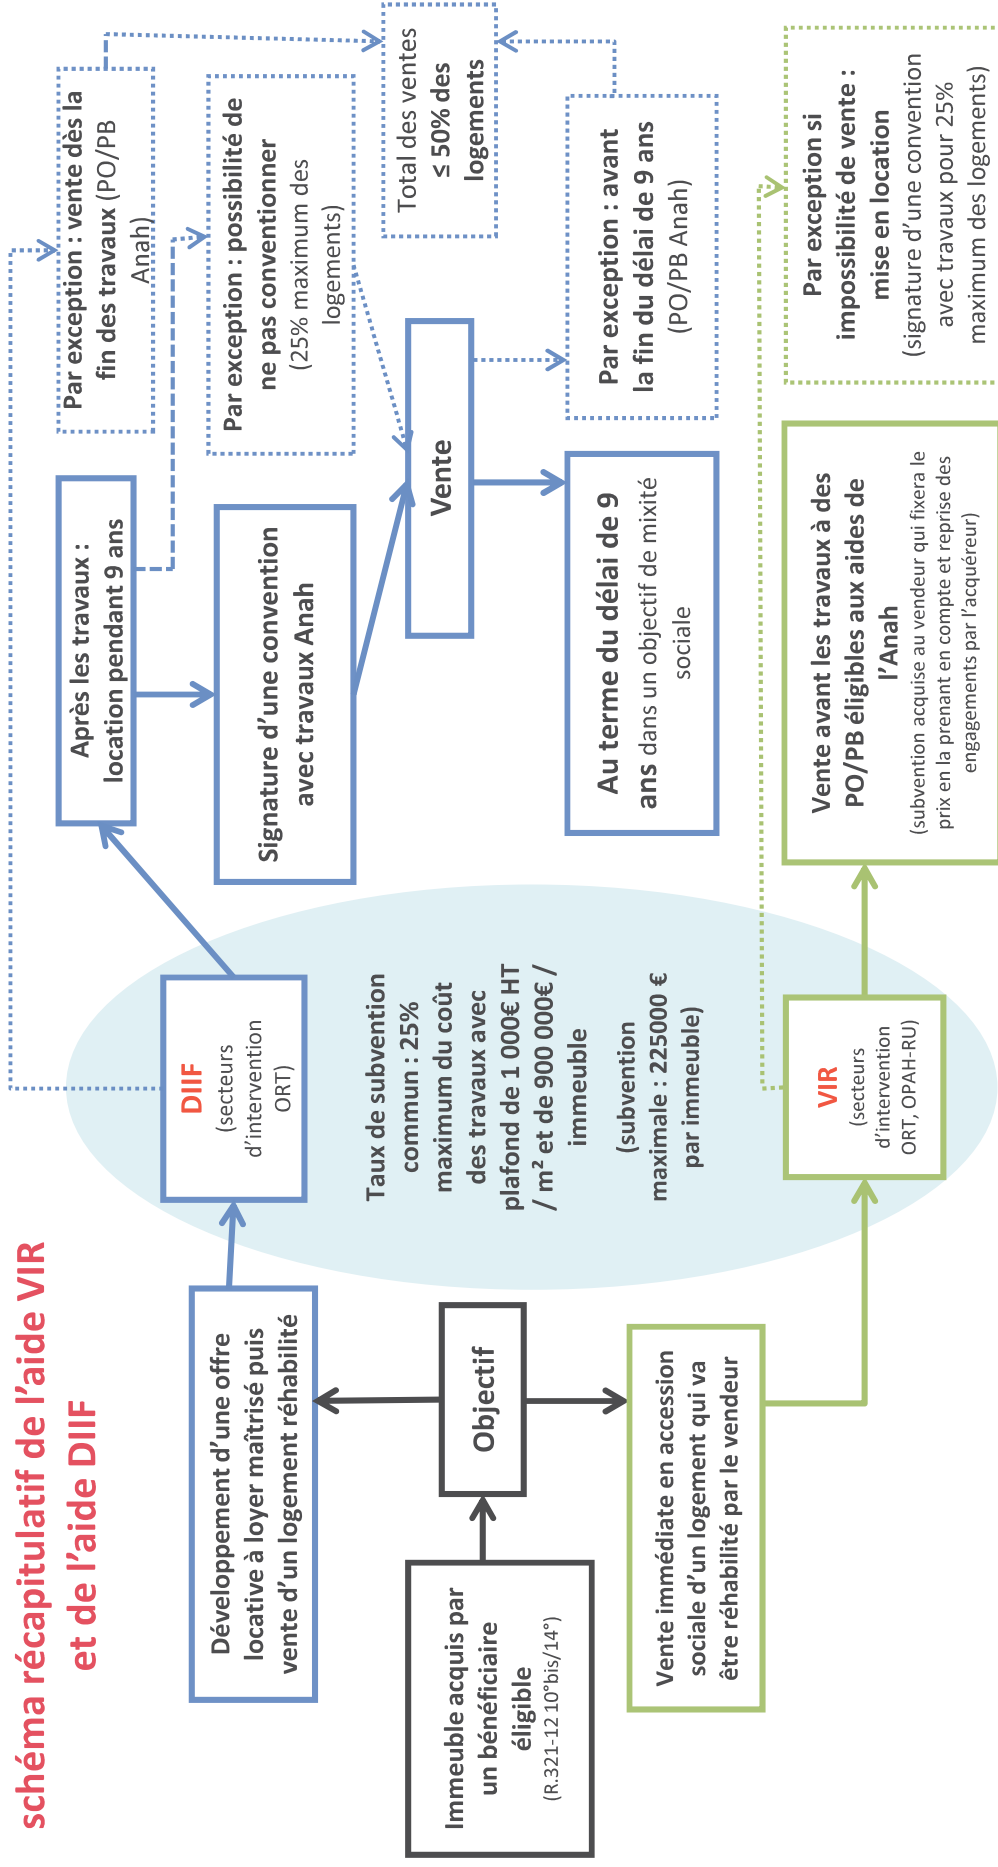 schéma récapitulatif de l'aide VIR
et de l'aide DIIF
Immeuble acquis par
un bénéficiaire
éligible
(R.321-12 10°bis/14°)
Objectif
Développement d'une offre
locative à loyer maîtrisé puis
vente d'un logement réhabilité
Vente immédiate en accession
sociale d'un logement qui va
être réhabilité par le vendeur
DIIF
(secteurs
d'intervention
ORT)
Taux de subvention
commun : 25%
maximum du coût
des travaux avec
plafond de 1 000€ HT
/ m² et de 900 000€ /
immeuble
(subvention
maximale : 225000 €
par immeuble)
VIR
(secteurs
d'intervention
ORT, OPAH-RU)
Après les travaux :
location pendant 9 ans
Signature d'une convention
avec travaux Anah
Vente
Au terme du délai de 9
ans dans un objectif de mixité
sociale
Vente avant les travaux à des
PO/PB éligibles aux aides de
l'Anah
(subvention acquise au vendeur qui fixera le
prix en la prenant en compte et reprise des
engagements par l'acquéreur)
Par exception : vente dès la
fin des travaux (PO/PB
Anah)
Par exception : possibilité de
ne pas conventionner
(25% maximum des
logements)
Total des ventes
≤ 50% des
logements
Par exception : avant
la fin du délai de 9 ans
(PO/PB Anah)
Par exception si
impossibilité de vente :
mise en location
(signature d'une convention
avec travaux pour 25%
maximum des logements)